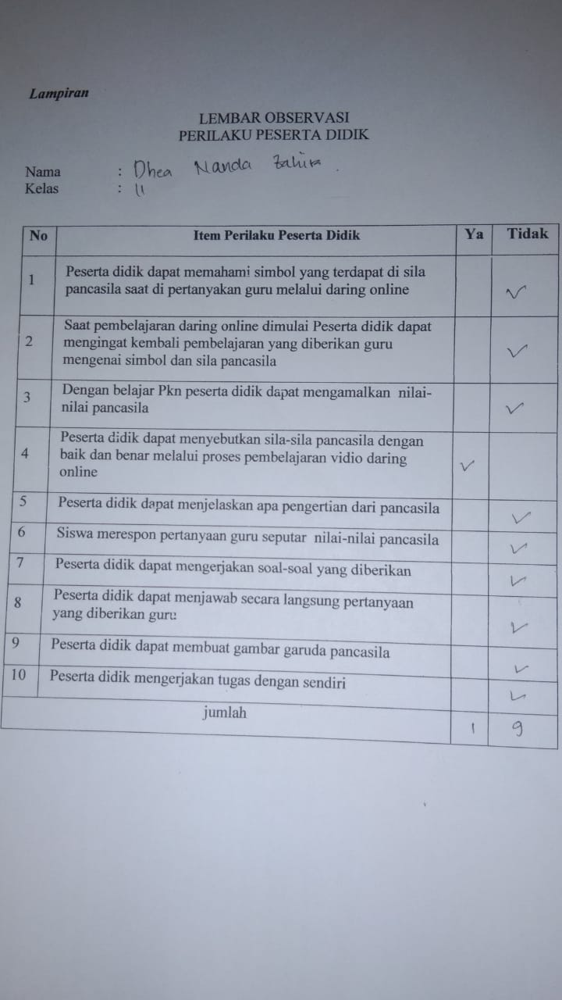 Lampiran
LEMBAR OBSERVASI
PERILAKU PESERTA DIDIK
Nama : Dhea Nanda Zahira
Kelas : II
No Item Perilaku Peserta Didik Ya Tidak
1 Peserta didik dapat memahami simbol yang terdapat di sila
pancasila saat di pertanyakan guru melalui daring online ✓
Saat pembelajaran daring online dimulai Peserta didik dapat
2 mengingat kembali pembelajaran yang diberikan guru ✓
mengenai simbol dan sila pancasila
3 Dengan belajar Pkn peserta didik dapat mengamalkan nilai-
nilai pancasila ✓
Peserta didik dapat menyebutkan sila-sila pancasila dengan
4 baik dan benar melalui proses pembelajaran vidio daring ✓
online
5 Peserta didik dapat menjelaskan apa pengertian dari pancasila ✓
6 Siswa merespon pertanyaan guru seputar nilai-nilai pancasila ✓
7 Peserta didik dapat mengerjakan soal-soal yang diberikan ✓
8 Peserta didik dapat menjawab secara langsung pertanyaan
yang diberikan guru ✓
9 Peserta didik dapat membuat gambar garuda pancasila ✓
10 Peserta didik mengerjakan tugas dengan sendiri ✓
jumlah 1 9